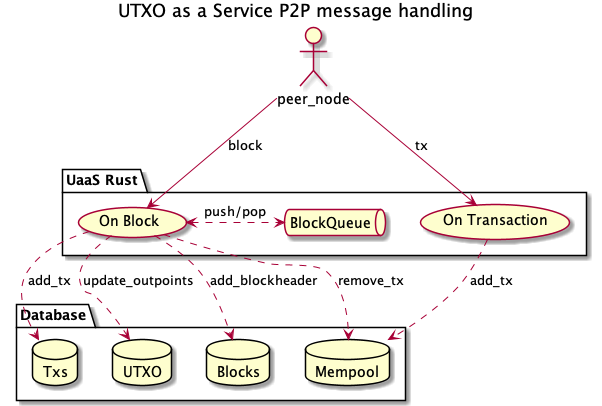 UTXO as a Service P2P message handling
peer_node
block
tx
UaaS Rust
On Block
push/pop
BlockQueue
On Transaction
add_tx
update_outpoints
add_blockheader
remove_tx
add_tx
Database
Txs
UTXO
Blocks
Mempool